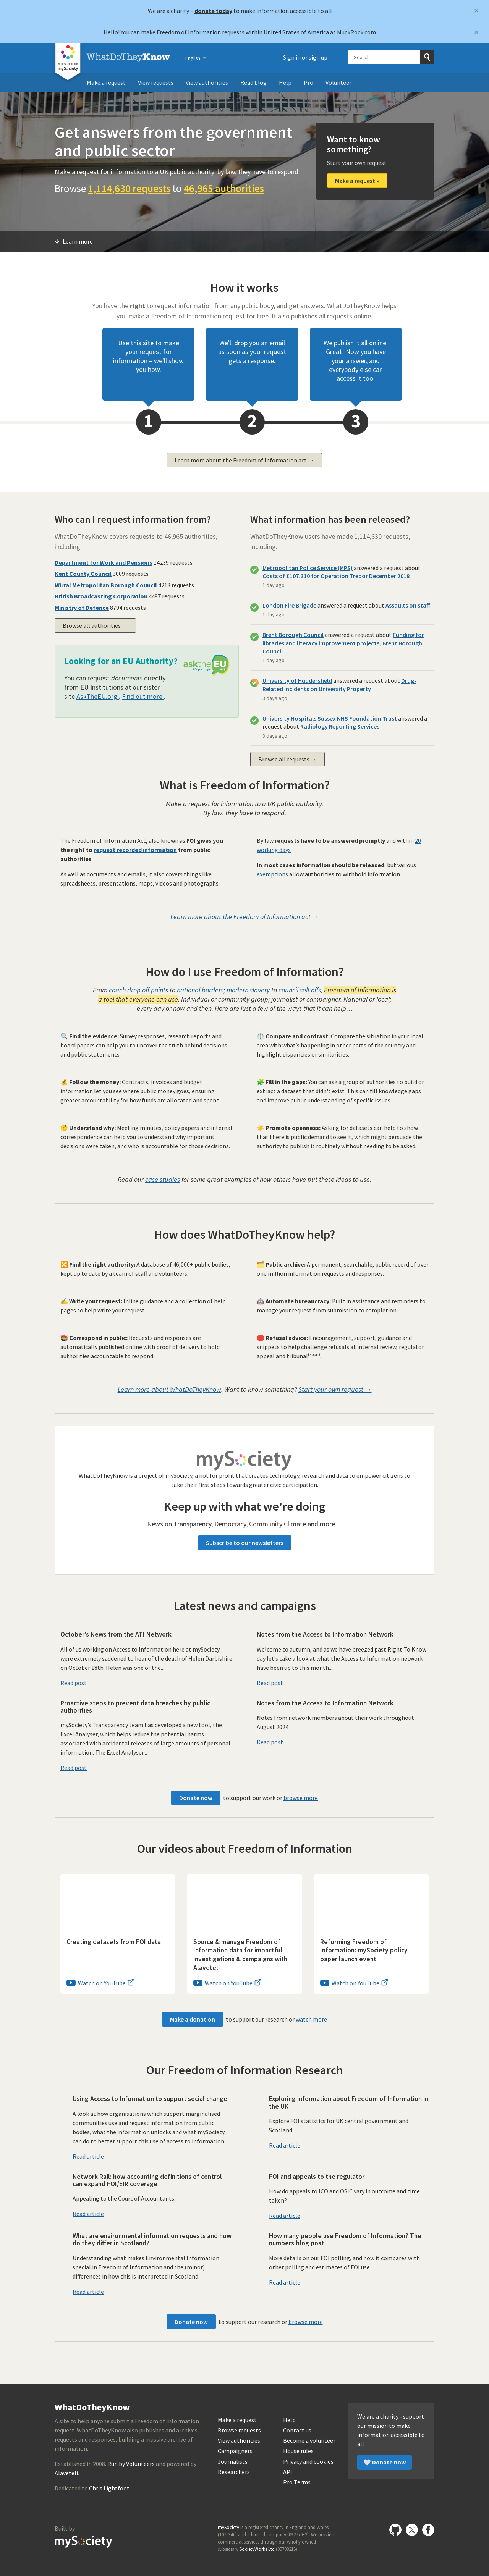 We are a charity – donate today to make information accessible to all
×
Hello! You can make Freedom of Information requests within United States of America at MuckRock.com
×
a service from
mySociety
WhatDoTheyKnow
English
Sign in or sign up
Search
Make a request
View requests
View authorities
Read blog
Help
Pro
Volunteer
Get answers from the government
and public sector
Make a request for information to a UK public authority: by law, they have to respond
Browse 1,114,630 requests to 46,965 authorities
Want to know
something?
Start your own request
Make a request »
Learn more
How it works
You have the right to request information from any public body, and get answers. WhatDoTheyKnow helps
you make a Freedom of Information request for free. It also publishes all requests online.
Use this site to make
your request for
information – we'll show
you how.
We'll drop you an email
as soon as your request
gets a response.
We publish it all online.
Great! Now you have
your answer, and
everybody else can
access it too.
1
2
3
Learn more about the Freedom of Information act →
Who can I request information from?
WhatDoTheyKnow covers requests to 46,965 authorities,
including:
Department for Work and Pensions 14239 requests
Kent County Council 3009 requests
Wirral Metropolitan Borough Council 4213 requests
British Broadcasting Corporation 4497 requests
Ministry of Defence 8794 requests
Browse all authorities →
Looking for an EU Authority?
You can request documents directly
from EU Institutions at our sister
site AskTheEU.org . Find out more .
asktheEU
What information has been released?
WhatDoTheyKnow users have made 1,114,630 requests,
including:
Metropolitan Police Service (MPS) answered a request about
Costs of £107,310 for Operation Trebor December 2018
1 day ago
London Fire Brigade answered a request about Assaults on staff
1 day ago
Brent Borough Council answered a request about Funding for
libraries and literacy improvement projects, Brent Borough
Council
1 day ago
University of Huddersfield answered a request about Drug-
Related Incidents on University Property
3 days ago
University Hospitals Sussex NHS Foundation Trust answered a
request about Radiology Reporting Services
3 days ago
Browse all requests →
What is Freedom of Information?
Make a request for information to a UK public authority.
By law, they have to respond.
The Freedom of Information Act, also known as FOI gives you
the right to request recorded information from public
authorities.
As well as documents and emails, it also covers things like
spreadsheets, presentations, maps, videos and photographs.
By law requests have to be answered promptly and within 20
working days.
In most cases information should be released, but various
exemptions allow authorities to withhold information.
Learn more about the Freedom of Information act →
How do I use Freedom of Information?
From coach drop off points to national borders; modern slavery to council sell-offs, Freedom of Information is
a tool that everyone can use. Individual or community group; journalist or campaigner. National or local;
every day or now and then. Here are just a few of the ways that it can help…
🔍 Find the evidence: Survey responses, research reports and
board papers can help you to uncover the truth behind decisions
and public statements.
⚖️ Compare and contrast: Compare the situation in your local
area with what's happening in other parts of the country and
highlight disparities or similarities.
💰 Follow the money: Contracts, invoices and budget
information let you see where public money goes, ensuring
greater accountability for how funds are allocated and spent.
🧩 Fill in the gaps: You can ask a group of authorities to build or
extract a dataset that didn't exist. This can fill knowledge gaps
and improve public understanding of specific issues.
🤔 Understand why: Meeting minutes, policy papers and internal
correspondence can help you to understand why important
decisions were taken, and who is accountable for those decisions.
☀️ Promote openness: Asking for datasets can help to show
that there is public demand to see it, which might persuade the
authority to publish it routinely without needing to be asked.
Read our case studies for some great examples of how others have put these ideas to use.
How does WhatDoTheyKnow help?
🔀 Find the right authority: A database of 46,000+ public bodies,
kept up to date by a team of staff and volunteers.
🗂️ Public archive: A permanent, searchable, public record of over
one million information requests and responses.
✍️ Write your request: Inline guidance and a collection of help
pages to help write your request.
🤖 Automate bureaucracy: Built in assistance and reminders to
manage your request from submission to completion.
📮 Correspond in public: Requests and responses are
automatically published online with proof of delivery to hold
authorities accountable to respond.
🛑 Refusal advice: Encouragement, support, guidance and
snippets to help challenge refusals at internal review, regulator
appeal and tribunal
Learn more about WhatDoTheyKnow. Want to know something? Start your own request →
mySociety
WhatDoTheyKnow is a project of mySociety, a not for profit that creates technology, research and data to empower citizens to
take their first steps towards greater civic participation.
Keep up with what we're doing
News on Transparency, Democracy, Community Climate and more…
Subscribe to our newsletters
Latest news and campaigns
October's News from the ATI Network
All of us working on Access to Information here at mySociety
were extremely saddened to hear of the death of Helen Darbishire
on October 18th. Helen was one of the...
Read post
Notes from the Access to Information Network
Welcome to autumn, and as we have breezed past Right To Know
day let's take a look at what the Access to Information network
have been up to this month....
Read post
Proactive steps to prevent data breaches by public
authorities
mySociety's Transparency team has developed a new tool, the
Excel Analyser, which helps reduce the potential harms
associated with accidental releases of large amounts of personal
information. The Excel Analyser...
Read post
Notes from the Access to Information Network
Notes from network members about their work throughout
August 2024
Read post
Donate now to support our work or browse more
Our videos about Freedom of Information
Creating datasets from FOI data
Watch on YouTube
Source & manage Freedom of
Information data for impactful
investigations & campaigns with
Alaveteli
Watch on YouTube
Reforming Freedom of
Information: mySociety policy
paper launch event
Watch on YouTube
Make a donation to support our research or watch more
Our Freedom of Information Research
Using Access to Information to support social change
A look at how organisations which support marginalised
communities use and request information from public
bodies, what the information unlocks and what mySociety
can do to better support this use of access to information.
Read article
Exploring information about Freedom of Information in
the UK
Explore FOI statistics for UK central government and
Scotland.
Read article
Network Rail: how accounting definitions of control
can expand FOI/EIR coverage
Appealing to the Court of Accountants.
Read article
FOI and appeals to the regulator
How do appeals to ICO and OSIC vary in outcome and time
taken?
Read article
What are environmental information requests and how
do they differ in Scotland?
Understanding what makes Environmental Information
special in Freedom of Information and the (minor)
differences in how this is interpreted in Scotland.
Read article
How many people use Freedom of Information? The
numbers blog post
More details on our FOI polling, and how it compares with
other polling and estimates of FOI use.
Read article
Donate now to support our research or browse more
WhatDoTheyKnow
A site to help anyone submit a Freedom of Information
request. WhatDoTheyKnow also publishes and archives
requests and responses, building a massive archive of
information.
Established in 2008. Run by Volunteers and powered by
Alaveteli.
Dedicated to Chris Lightfoot.
Make a request
Browse requests
View authorities
Campaigners
Journalists
Researchers
Help
Contact us
Become a volunteer
House rules
Privacy and cookies
API
Pro Terms
We are a charity - support
our mission to make
information accessible to
all
🤍 Donate now
Built by
mySociety
mySociety is a registered charity in England and Wales
(1076346) and a limited company (03277032). We provide
commercial services through our wholly owned
subsidiary SocietyWorks Ltd (05798215).